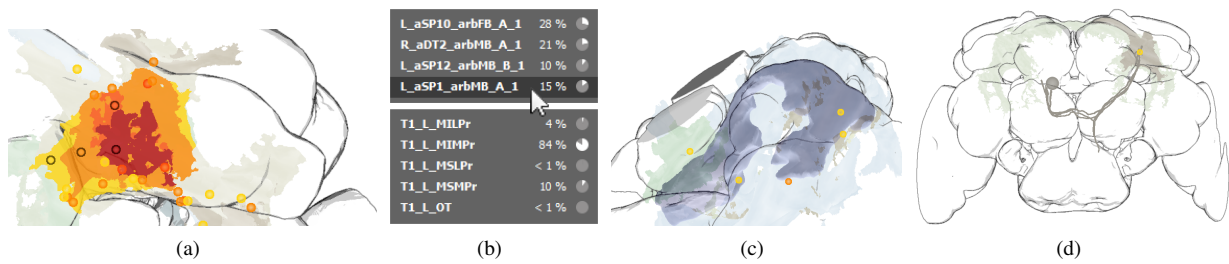 L_aSP10_arbFB_A_1 28 %
R_aDT2_arbMB_A_1 21 %
L_aSP12_arbMB_B_1 10 %
L_aSP1_arbMB_A_1 15 %
T1_L_MILPr 4 %
T1_L_MIMPr 84 %
T1_L_MSLPr < 1 %
T1_L_MSMPr 10 %
T1_L_OT < 1 %
(a) (b) (c) (d)